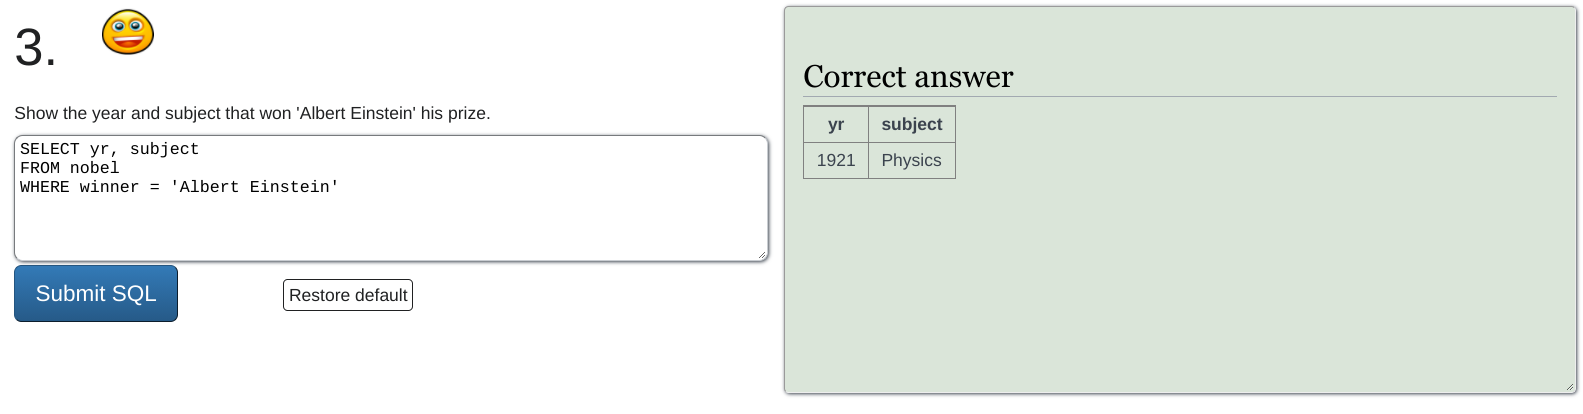 3.
Show the year and subject that won 'Albert Einstein' his prize.
SELECT yr, subject
FROM nobel
WHERE winner = 'Albert Einstein'
Submit SQL
Restore default
Correct answer
yr subject
1921 Physics